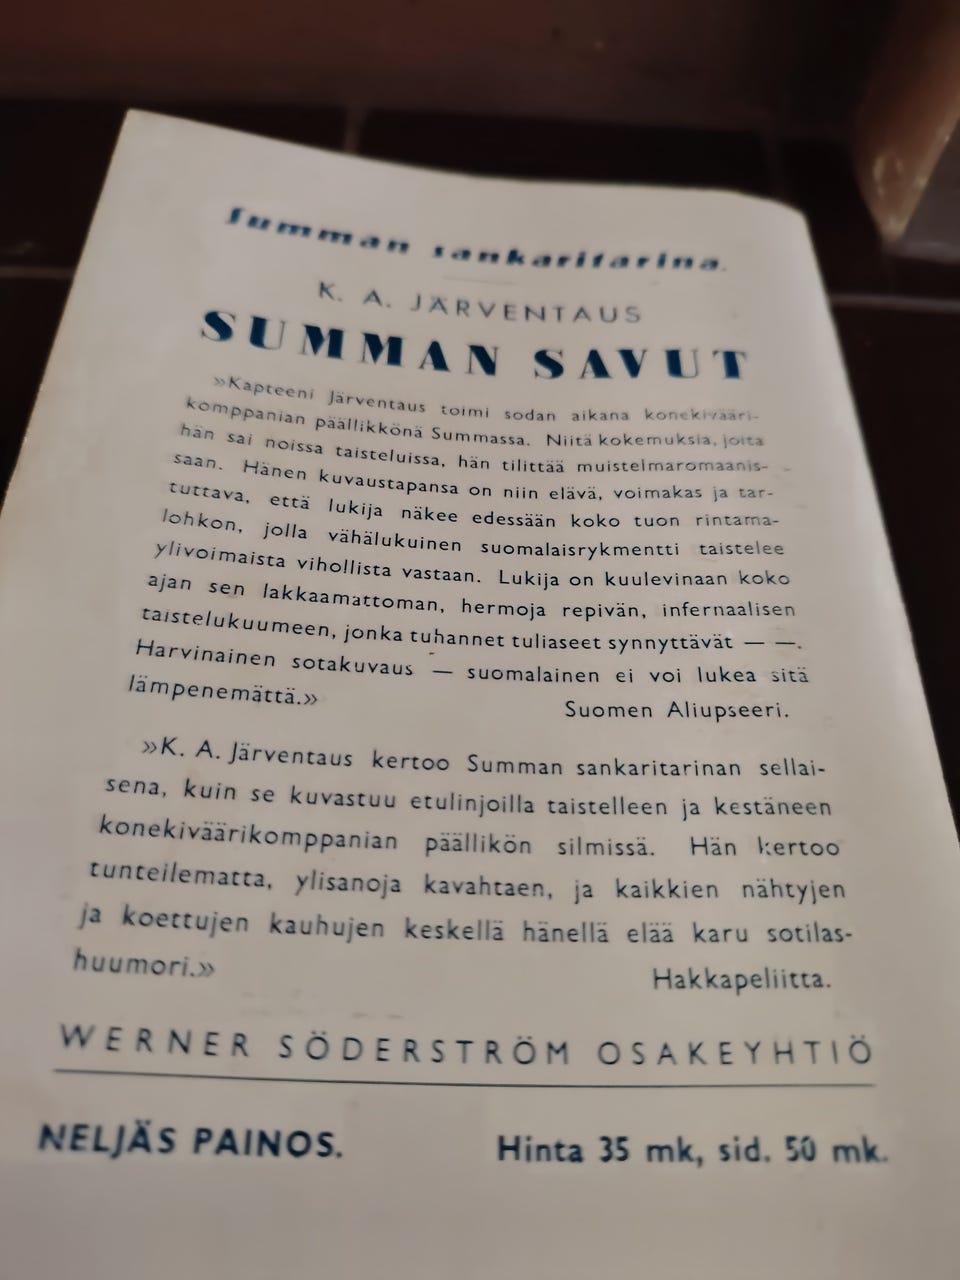 Summan sankaritarina.
K. A. JÄRVENTAUS
SUMMAN SAVUT
»Kapteeni Järventaus toimi sodan aikana konekivääri-
komppanian päällikkönä Summassa. Niitä kokemuksia, joita
hän sai noissa taisteluissa, hän tilittää muistelmaromaanis-
saan. Hänen kuvaustapansa on niin elävä, voimakas ja tar-
tuttava, että lukija näkee edessään koko tuon rintama-
lohkon, jolla vähälukuinen suomalaisrykmentti taistelee
ylivoimaista vihollista vastaan. Lukija on kuulevinaan koko
ajan sen lakkaamattoman, hermoja repivän, infernaalisen
taistelukuumeen, jonka tuhannet tuliaseet synnyttävät — —.
Harvinainen sotakuvaus — suomalainen ei voi lukea sitä
lämpenemättä.» Suomen Aliupseeri.
»K. A. Järventaus kertoo Summan sankaritarinan sellai-
sena, kuin se kuvastuu etulinjoilla taistelleen ja kestäneen
konekiväärikomppanian päällikön silmissä. Hän kertoo
tunteilematta, ylisanoja kavahtaen, ja kaikkien nähtyjen
ja koettujen kauhujen keskellä hänellä elää karu sotilas-
huumori.» Hakkapeliitta.
WERNER SÖDERSTRÖM OSAKEYHTIÖ
NELJÄS PAINOS. Hinta 35 mk, sid. 50 mk.